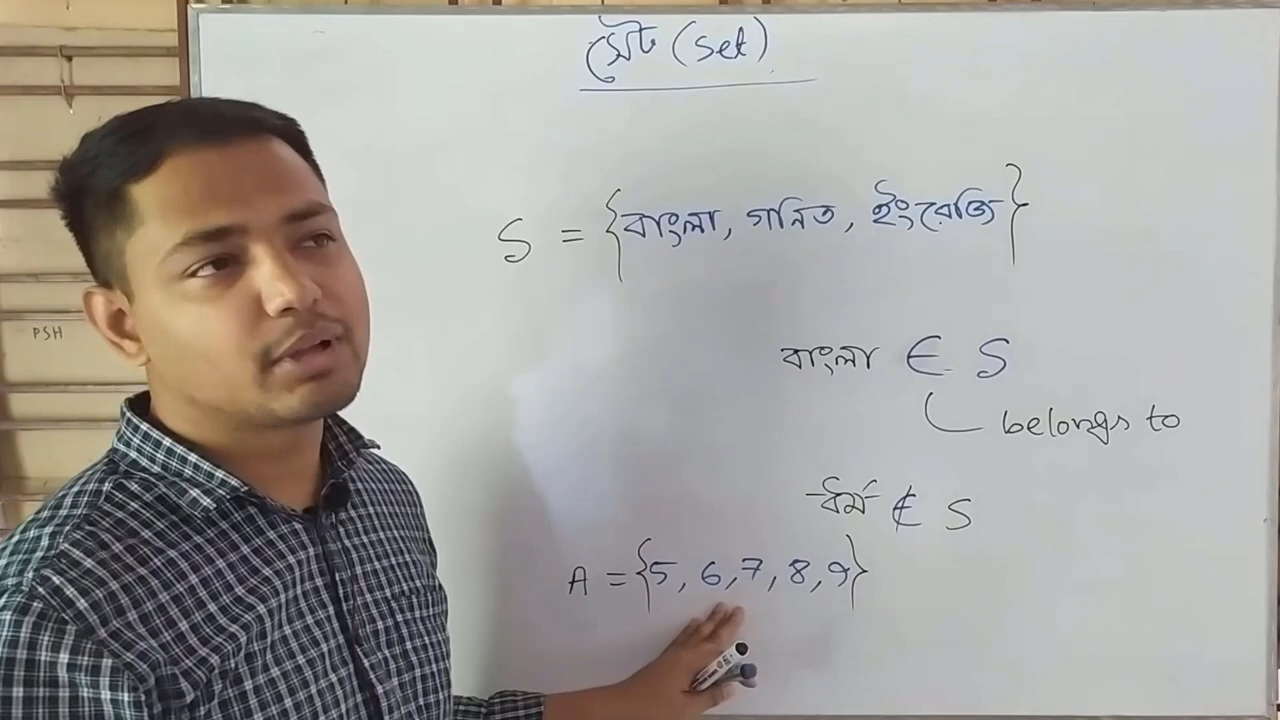 সেট (Set)
S = {বাংলা, গনিত, ইংরেজি}
PSH
বাংলা ∈ S
belongs to
ধর্ম ∉ S
A = {5, 6, 7, 8, 9}